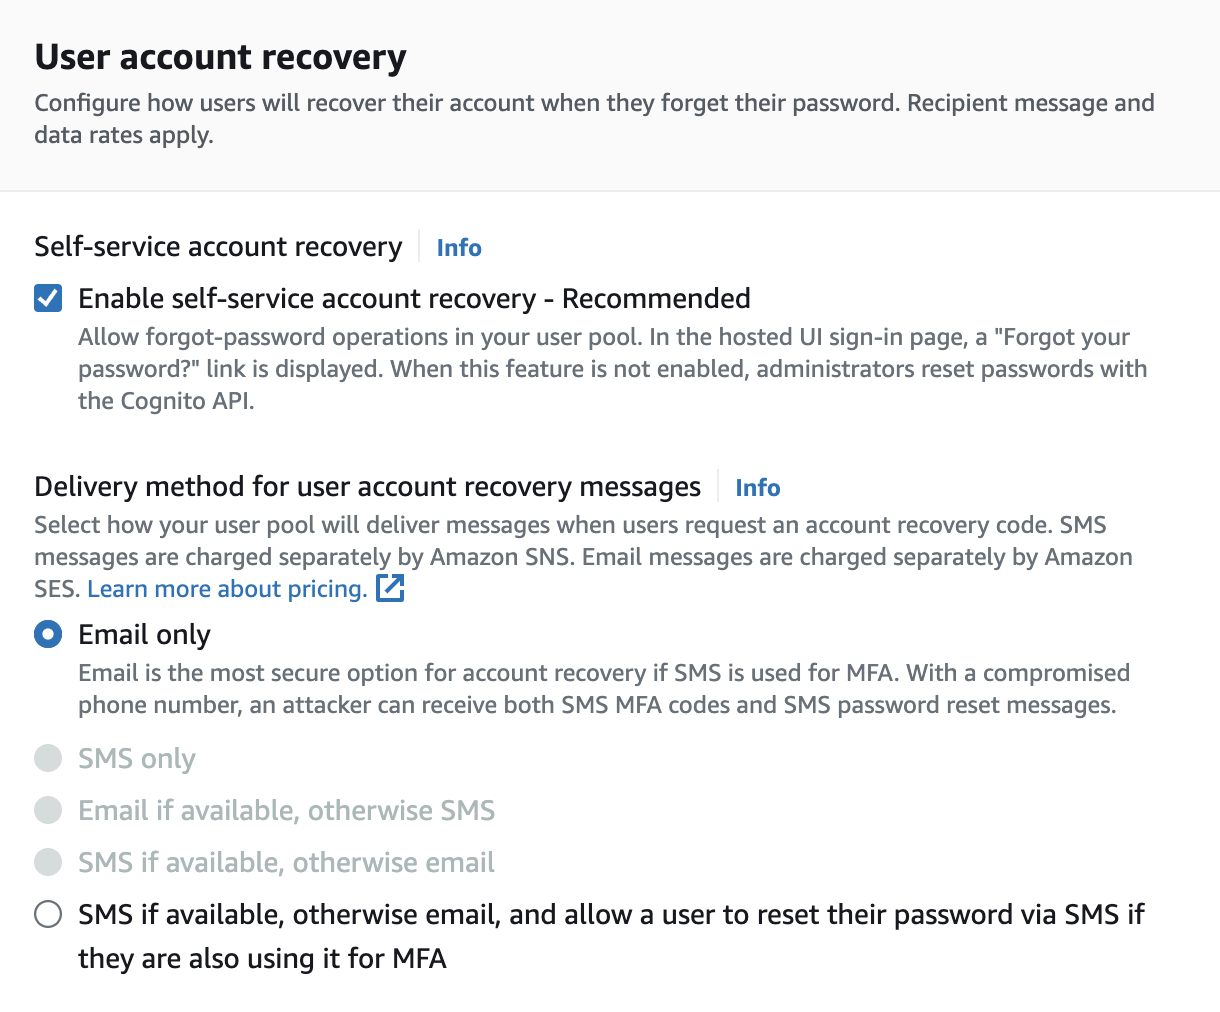 User account recovery
Configure how users will recover their account when they forget their password. Recipient message and
data rates apply.
Self-service account recovery
Info
Enable self-service account recovery - Recommended
Allow forgot-password operations in your user pool. In the hosted UI sign-in page, a "Forgot your
password?" link is displayed. When this feature is not enabled, administrators reset passwords with
the Cognito API.
Delivery method for user account recovery messages
Info
Select how your user pool will deliver messages when users request an account recovery code. SMS
messages are charged separately by Amazon SNS. Email messages are charged separately by Amazon
SES. Learn more about pricing.
Email only
Email is the most secure option for account recovery if SMS is used for MFA. With a compromised
phone number, an attacker can receive both SMS MFA codes and SMS password reset messages.
SMS only
Email if available, otherwise SMS
SMS if available, otherwise email
SMS if available, otherwise email, and allow a user to reset their password via SMS if
they are also using it for MFA